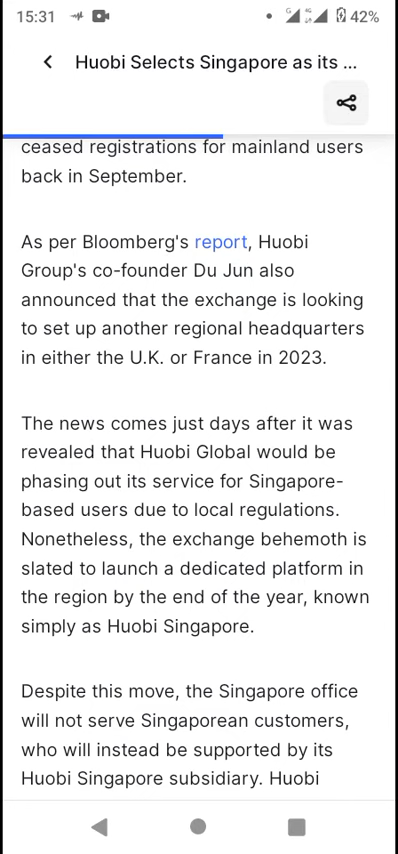 15:31
42%
Huobi Selects Singapore as its ...
ceased registrations for mainland users
back in September.
As per Bloomberg's report, Huobi
Group's co-founder Du Jun also
announced that the exchange is looking
to set up another regional headquarters
in either the U.K. or France in 2023.
The news comes just days after it was
revealed that Huobi Global would be
phasing out its service for Singapore-
based users due to local regulations.
Nonetheless, the exchange behemoth is
slated to launch a dedicated platform in
the region by the end of the year, known
simply as Huobi Singapore.
Despite this move, the Singapore office
will not serve Singaporean customers,
who will instead be supported by its
Huobi Singapore subsidiary. Huobi